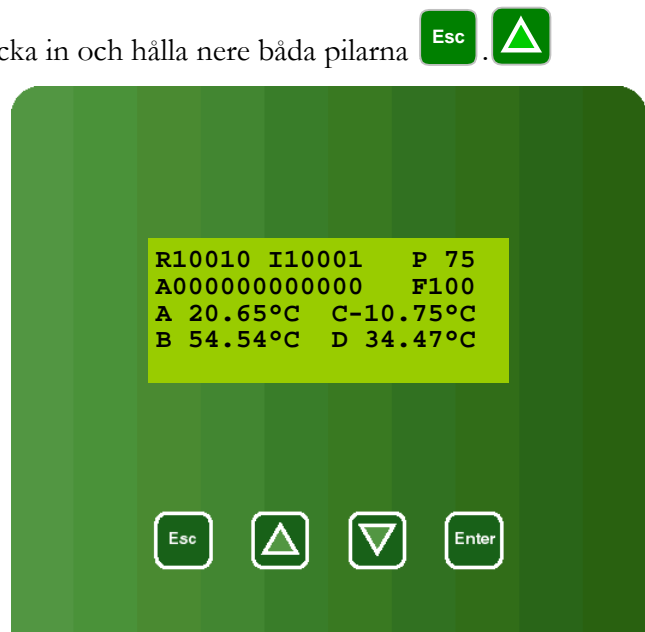 cka in och hålla nere båda pilarna Esc .
R10010 I10001 P 75
A000000000000 F100
A 20.65°C C-10.75°C
B 54.54°C D 34.47°C
Esc Enter